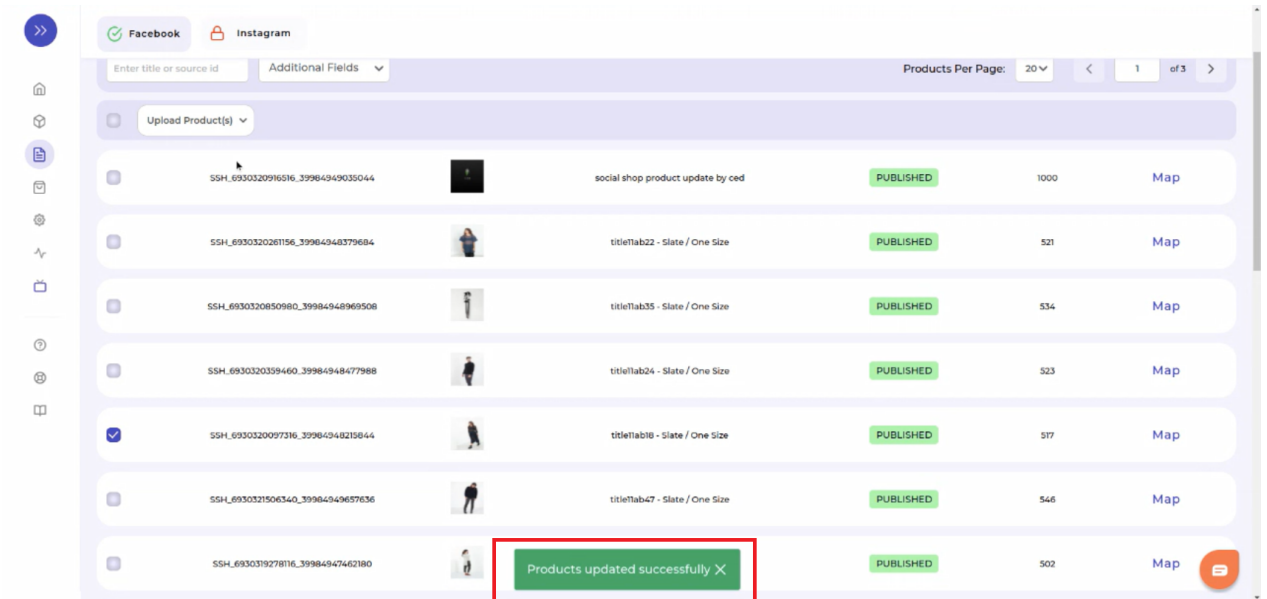 Facebook
Instagram
Enter title or source id
Additional Fields
Products Per Page:
20
1
of 3
Upload Product(s)
SSH_6930320916516_39984949035044
social shop product update by ced
PUBLISHED
1000
Map
SSH_6930320261156_39984948379684
title11ab22 - Slate / One Size
PUBLISHED
521
Map
SSH_6930320850980_39984948969508
title11ab35 - Slate / One Size
PUBLISHED
534
Map
SSH_6930320359460_39984948477988
title11ab24 - Slate / One Size
PUBLISHED
523
Map
SSH_6930320097316_39984948215844
title11ab18 - Slate / One Size
PUBLISHED
517
Map
SSH_6930321506340_39984949657636
title11ab47 - Slate / One Size
PUBLISHED
546
Map
SSH_6930319278116_39984947462180
PUBLISHED
502
Map
Products updated successfully